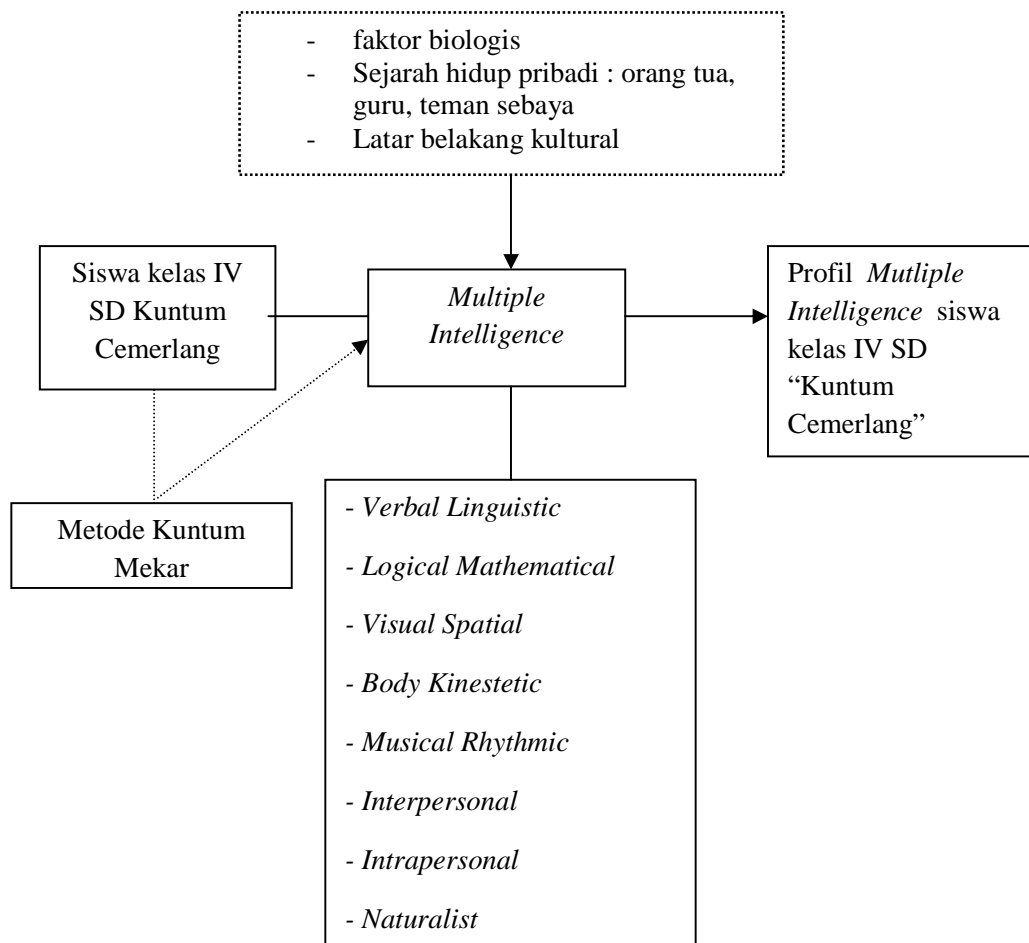 - faktor biologis
- Sejarah hidup pribadi : orang tua,
guru, teman sebaya
- Latar belakang kultural
Siswa kelas IV
SD Kuntum
Cemerlang
Multiple
Intelligence
Profil Mutliple
Intelligence siswa
kelas IV SD
“Kuntum
Cemerlang”
Metode Kuntum
Mekar
- Verbal Linguistic
- Logical Mathematical
- Visual Spatial
- Body Kinestetic
- Musical Rhythmic
- Interpersonal
- Intrapersonal
- Naturalist